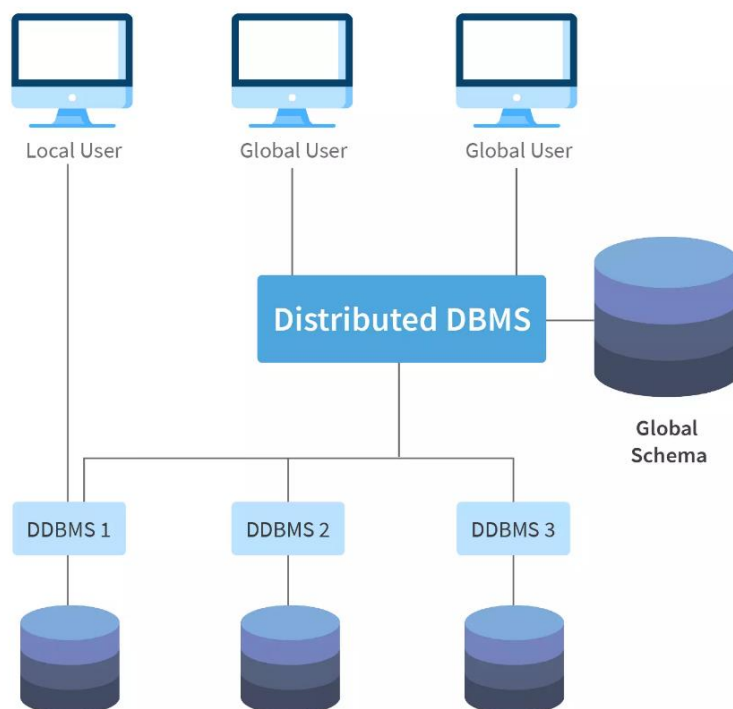 Local User
Global User
Global User
Distributed DBMS
Global
Schema
DDBMS 1
DDBMS 2
DDBMS 3